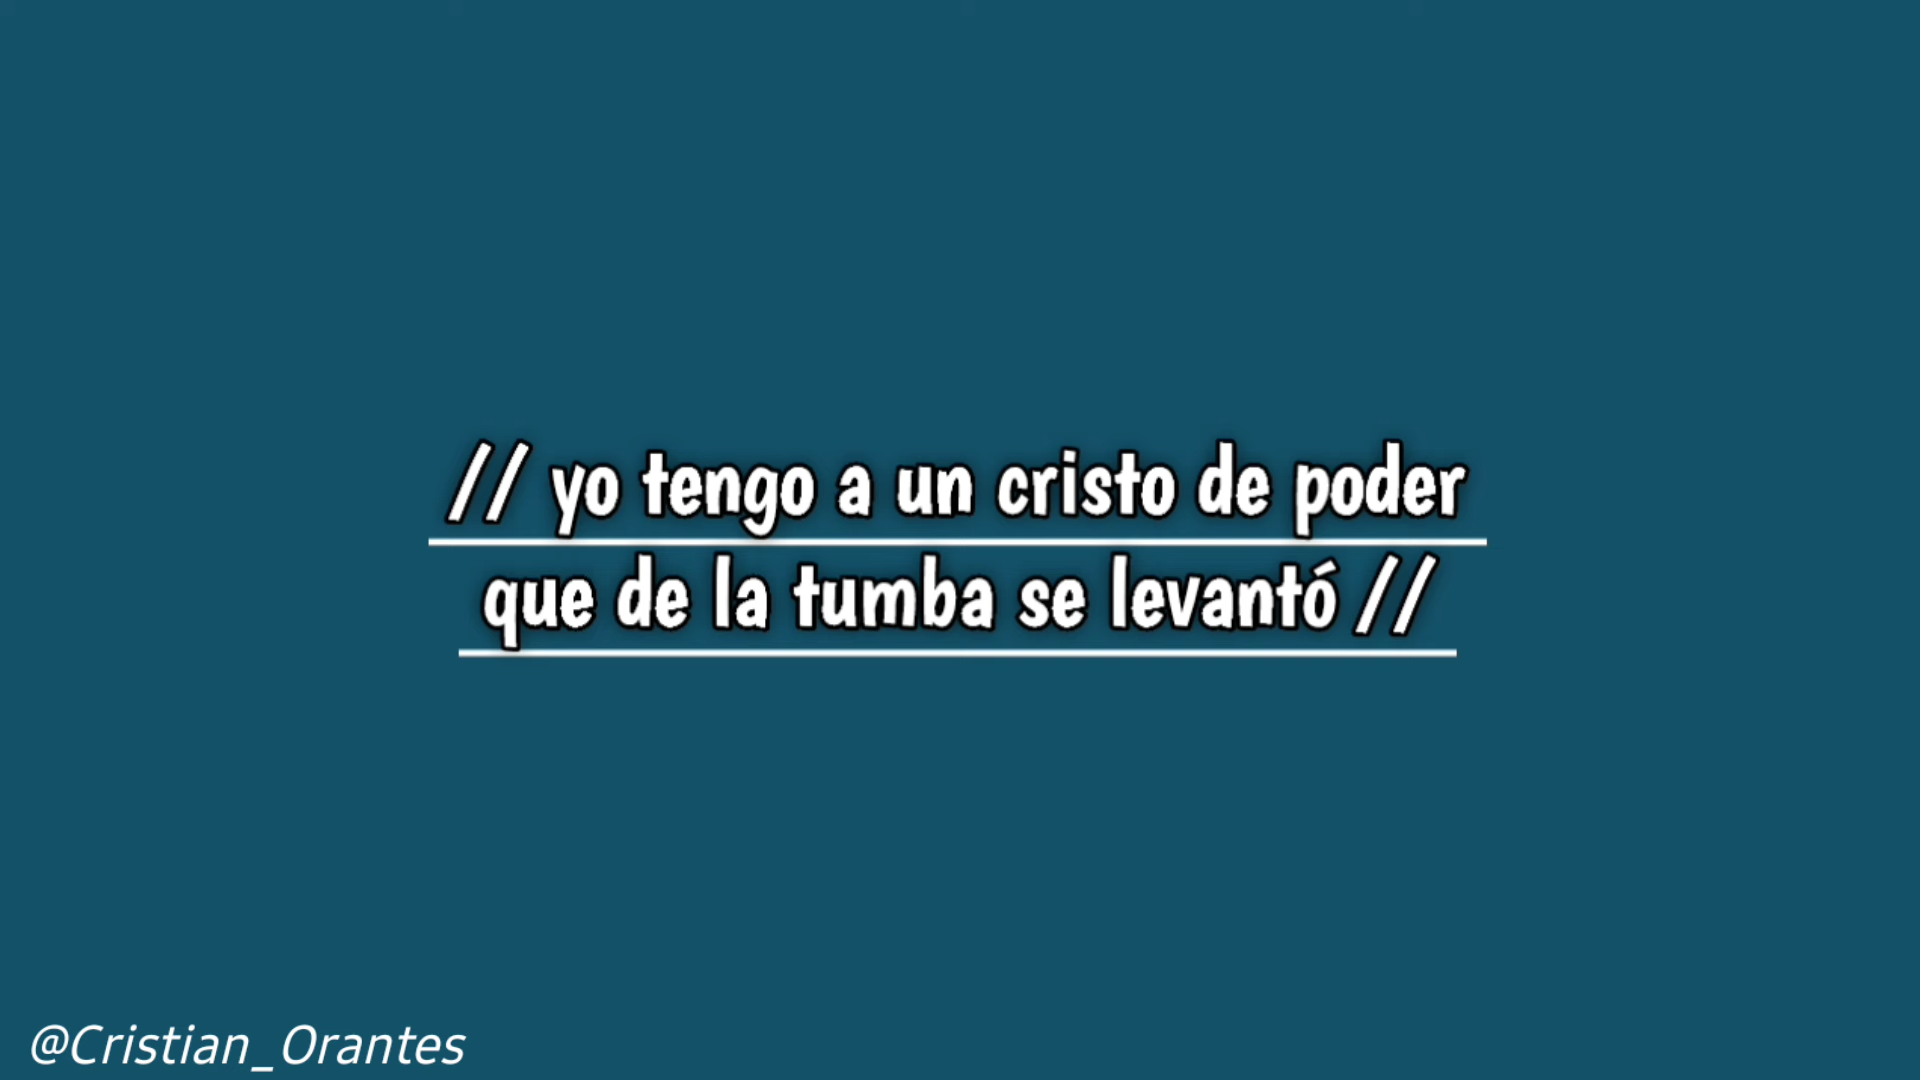 // yo tengo a un cristo de poder
que de la tumba se levantó //
@Cristian_Orantes